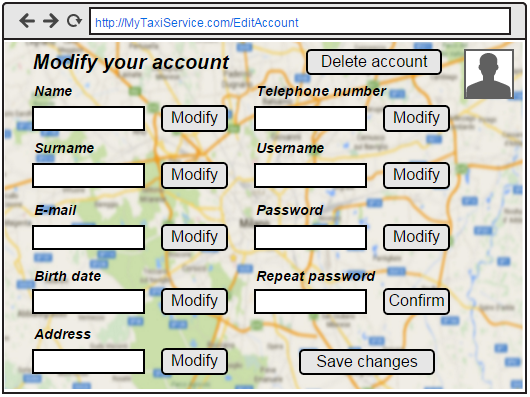 http://MyTaxiService.com/EditAccount
Modify your account
Delete account
Name
Telephone number
Modify
Modify
Surname
Username
Modify
Modify
E-mail
Password
Modify
Modify
Birth date
Repeat password
Modify
Confirm
Address
Modify
Save changes